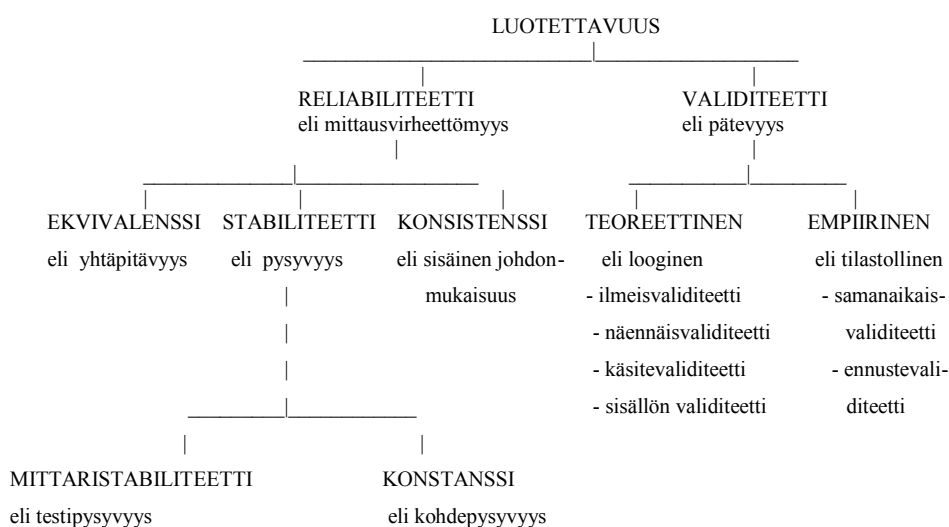 LUOTETTAVUUS
RELIABILITEETTI VALIDITEETTI
eli mittausvirheettömyys eli pätevyys
EKVIVALENSSI STABILITEETTI KONSISTENSSI TEOREETTINEN EMPIIRINEN
eli yhtäpitävyys eli pysyvyys eli sisäinen johdon- eli looginen eli tilastollinen
mukaisuus - ilmeisvaliditeetti - samanaikais-
- näennäisvaliditeetti validiteetti
- käsitevaliditeetti - ennustevali-
- sisällön validiteetti diteetti
MITTARISTABILITEETTI KONSTANSSI
eli testipysyvyys eli kohdepysyvyys